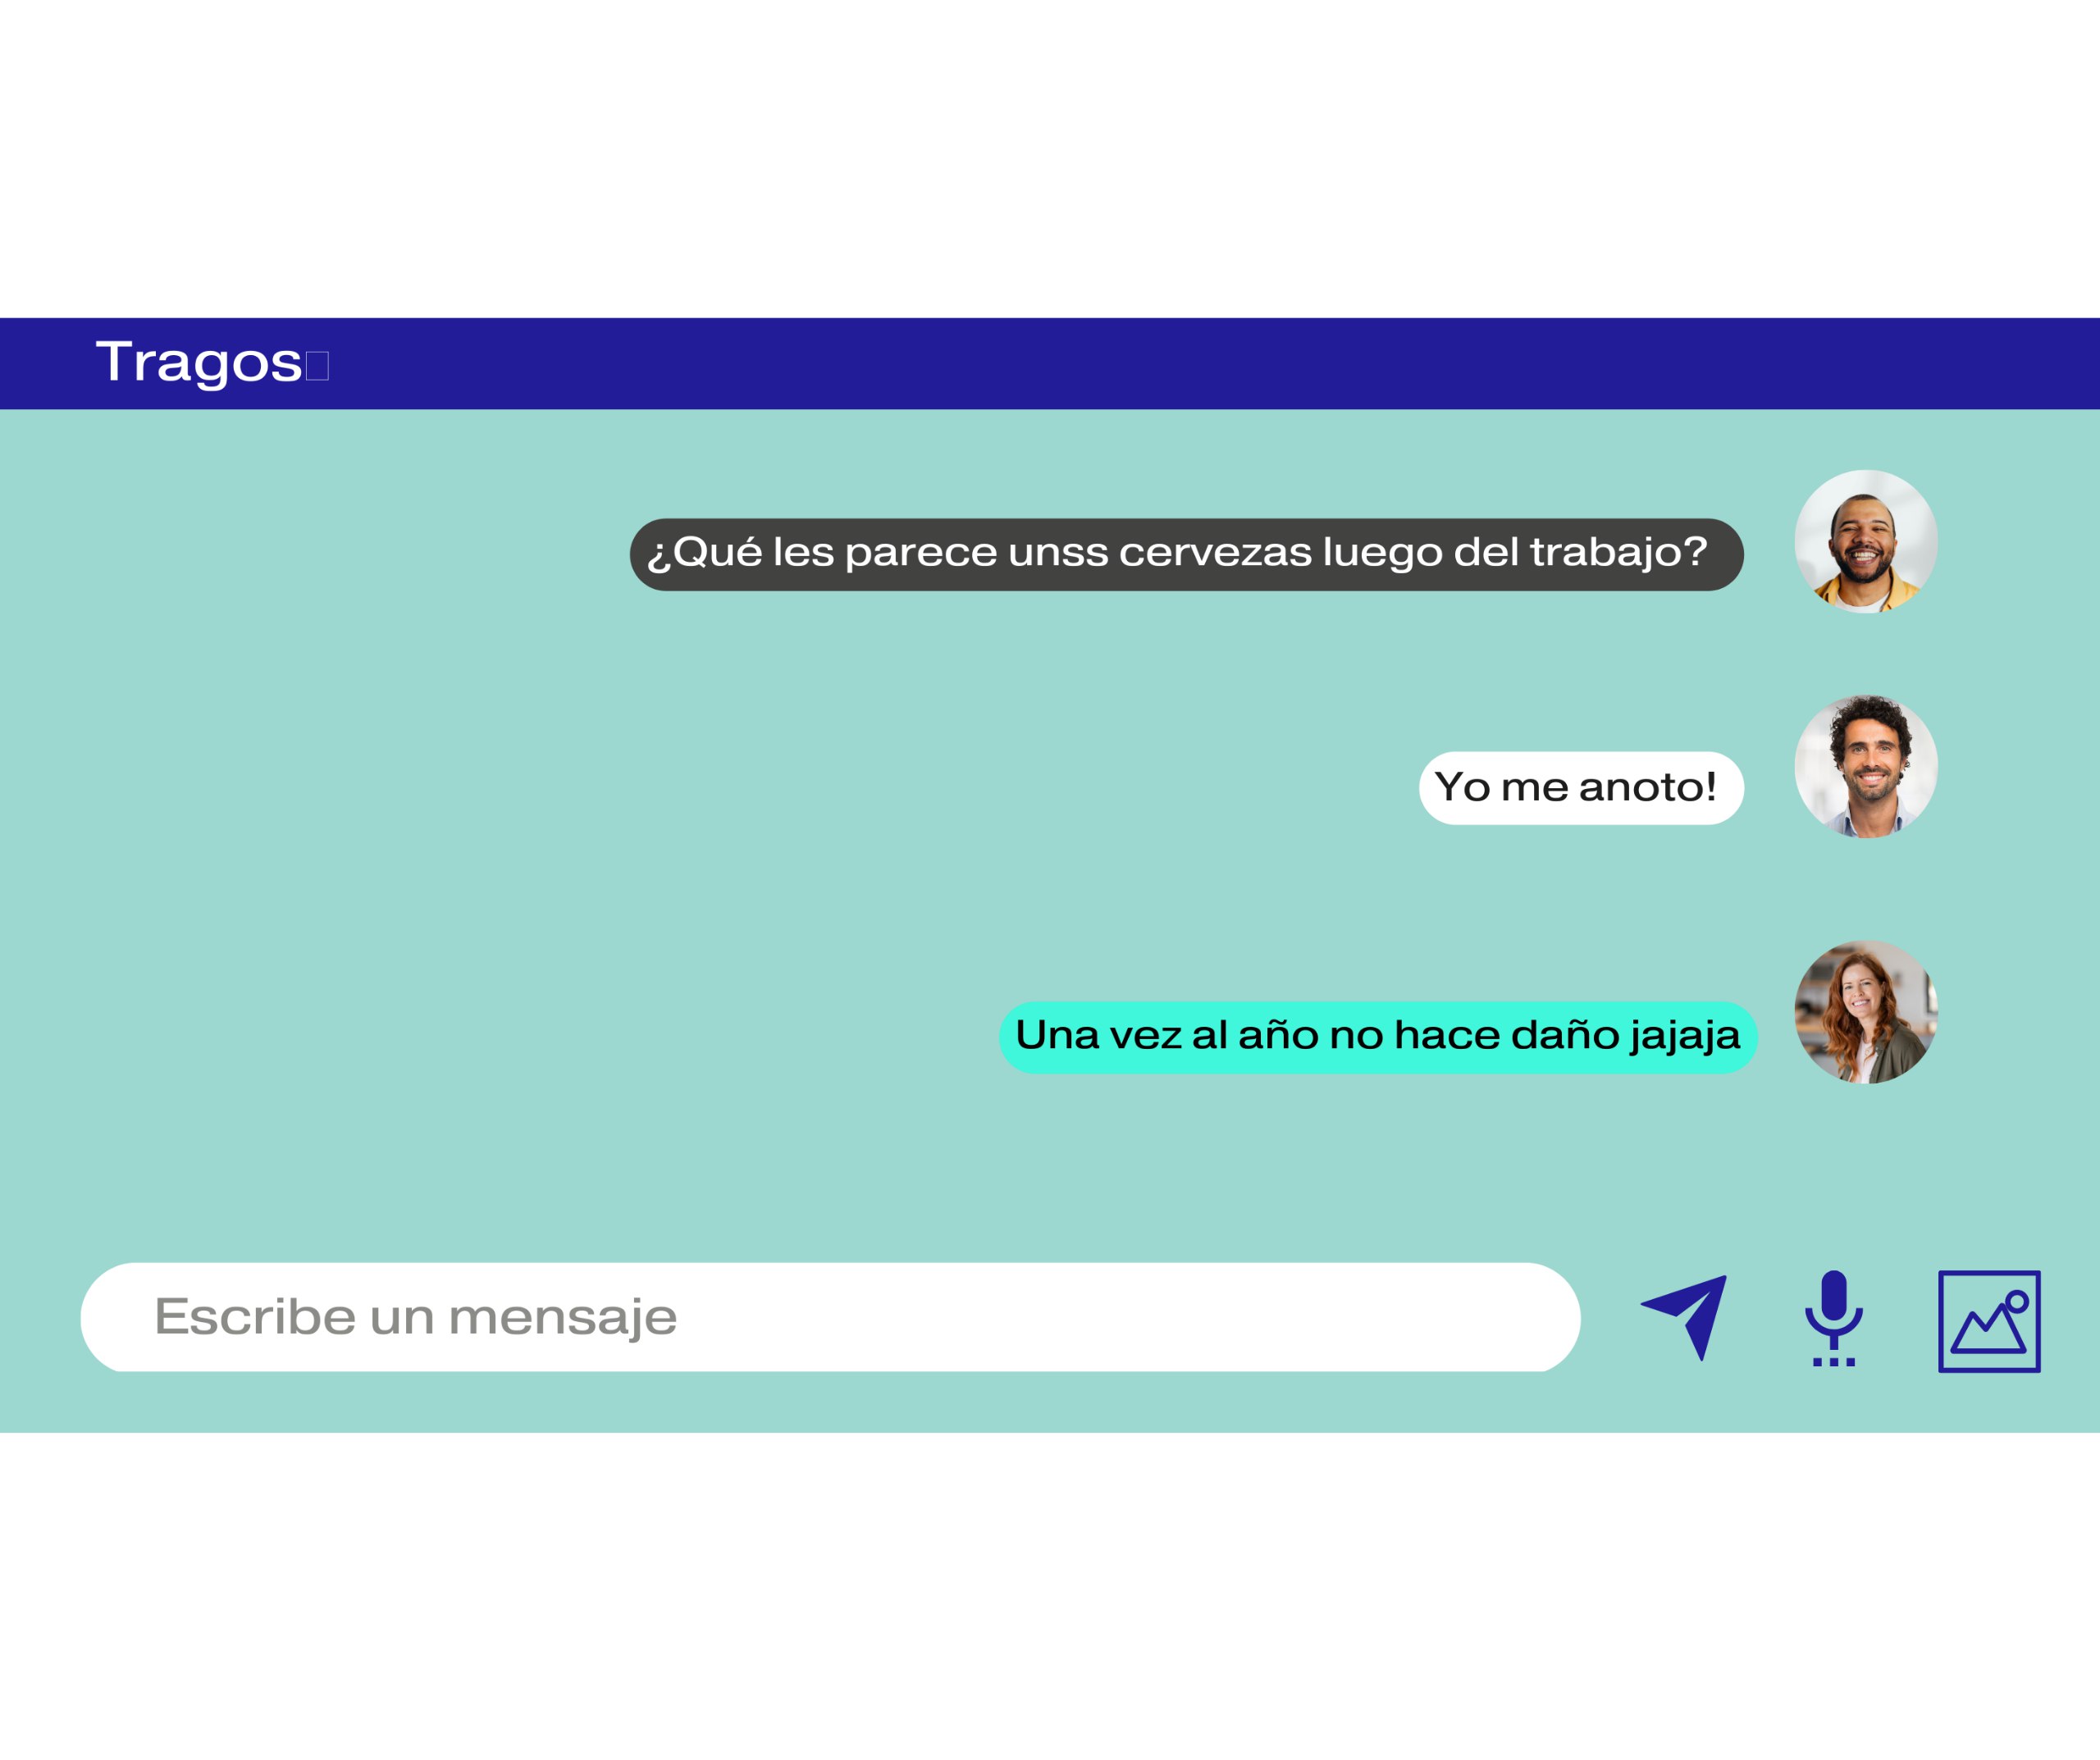 Tragos
¿Qué les parece unss cervezas luego del trabajo?
Yo me anoto!
Una vez al año no hace daño jajaja
Escribe un mensaje